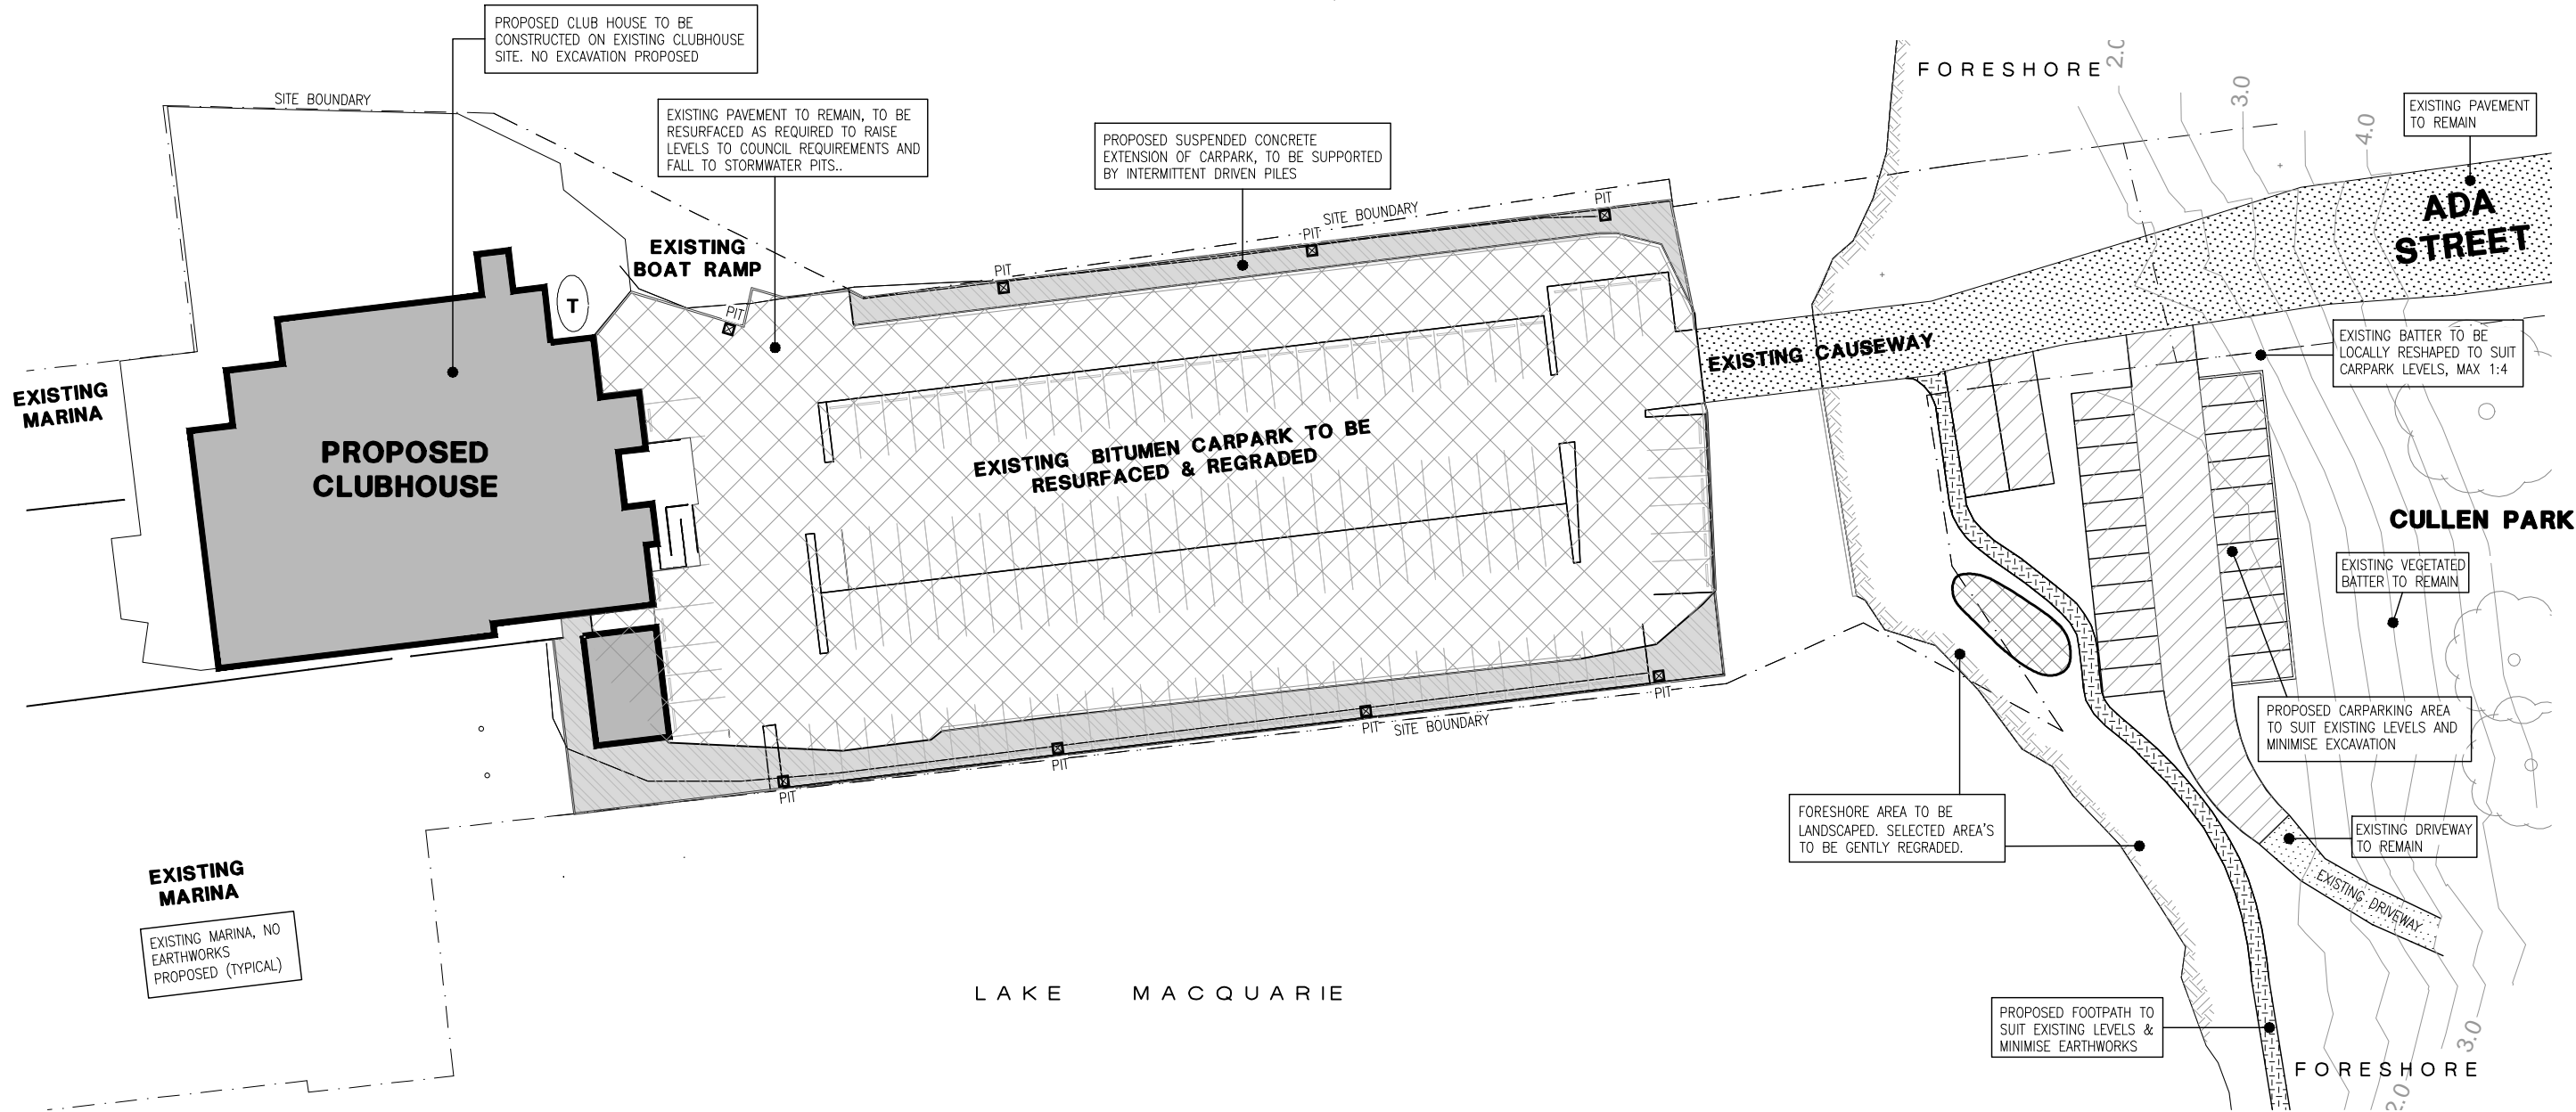 PROPOSED CLUB HOUSE TO BE
CONSTRUCTED ON EXISTING CLUBHOUSE
SITE. NO EXCAVATION PROPOSED
SITE BOUNDARY
EXISTING PAVEMENT TO REMAIN, TO BE
RESURFACED AS REQUIRED TO RAISE
LEVELS TO COUNCIL REQUIREMENTS AND
FALL TO STORMWATER PITS..
PROPOSED SUSPENDED CONCRETE
EXTENSION OF CARPARK, TO BE SUPPORTED
BY INTERMITTENT DRIVEN PILES
FORESHORE
2.0
3.0
4.0
EXISTING PAVEMENT
TO REMAIN
ADA
STREET
EXISTING
BOAT RAMP
SITE BOUNDARY
PIT
PIT
PIT
PIT
T
EXISTING
MARINA
PROPOSED
CLUBHOUSE
EXISTING BITUMEN CARPARK TO BE
RESURFACED & REGRADED
EXISTING CAUSEWAY
EXISTING BATTER TO BE
LOCALLY RESHAPED TO SUIT
CARPARK LEVELS, MAX 1:4
CULLEN PARK
EXISTING VEGETATED
BATTER TO REMAIN
PROPOSED CARPARKING AREA
TO SUIT EXISTING LEVELS AND
MINIMISE EXCAVATION
PIT
PIT
PIT
PIT
SITE BOUNDARY
FORESHORE AREA TO BE
LANDSCAPED. SELECTED AREA'S
TO BE GENTLY REGRADED.
EXISTING DRIVEWAY
TO REMAIN
EXISTING DRIVEWAY
EXISTING
MARINA
EXISTING MARINA, NO
EARTHWORKS
PROPOSED (TYPICAL)
LAKE MACQUARIE
PROPOSED FOOTPATH TO
SUIT EXISTING LEVELS &
MINIMISE EARTHWORKS
3.0
FORESHORE
2.0